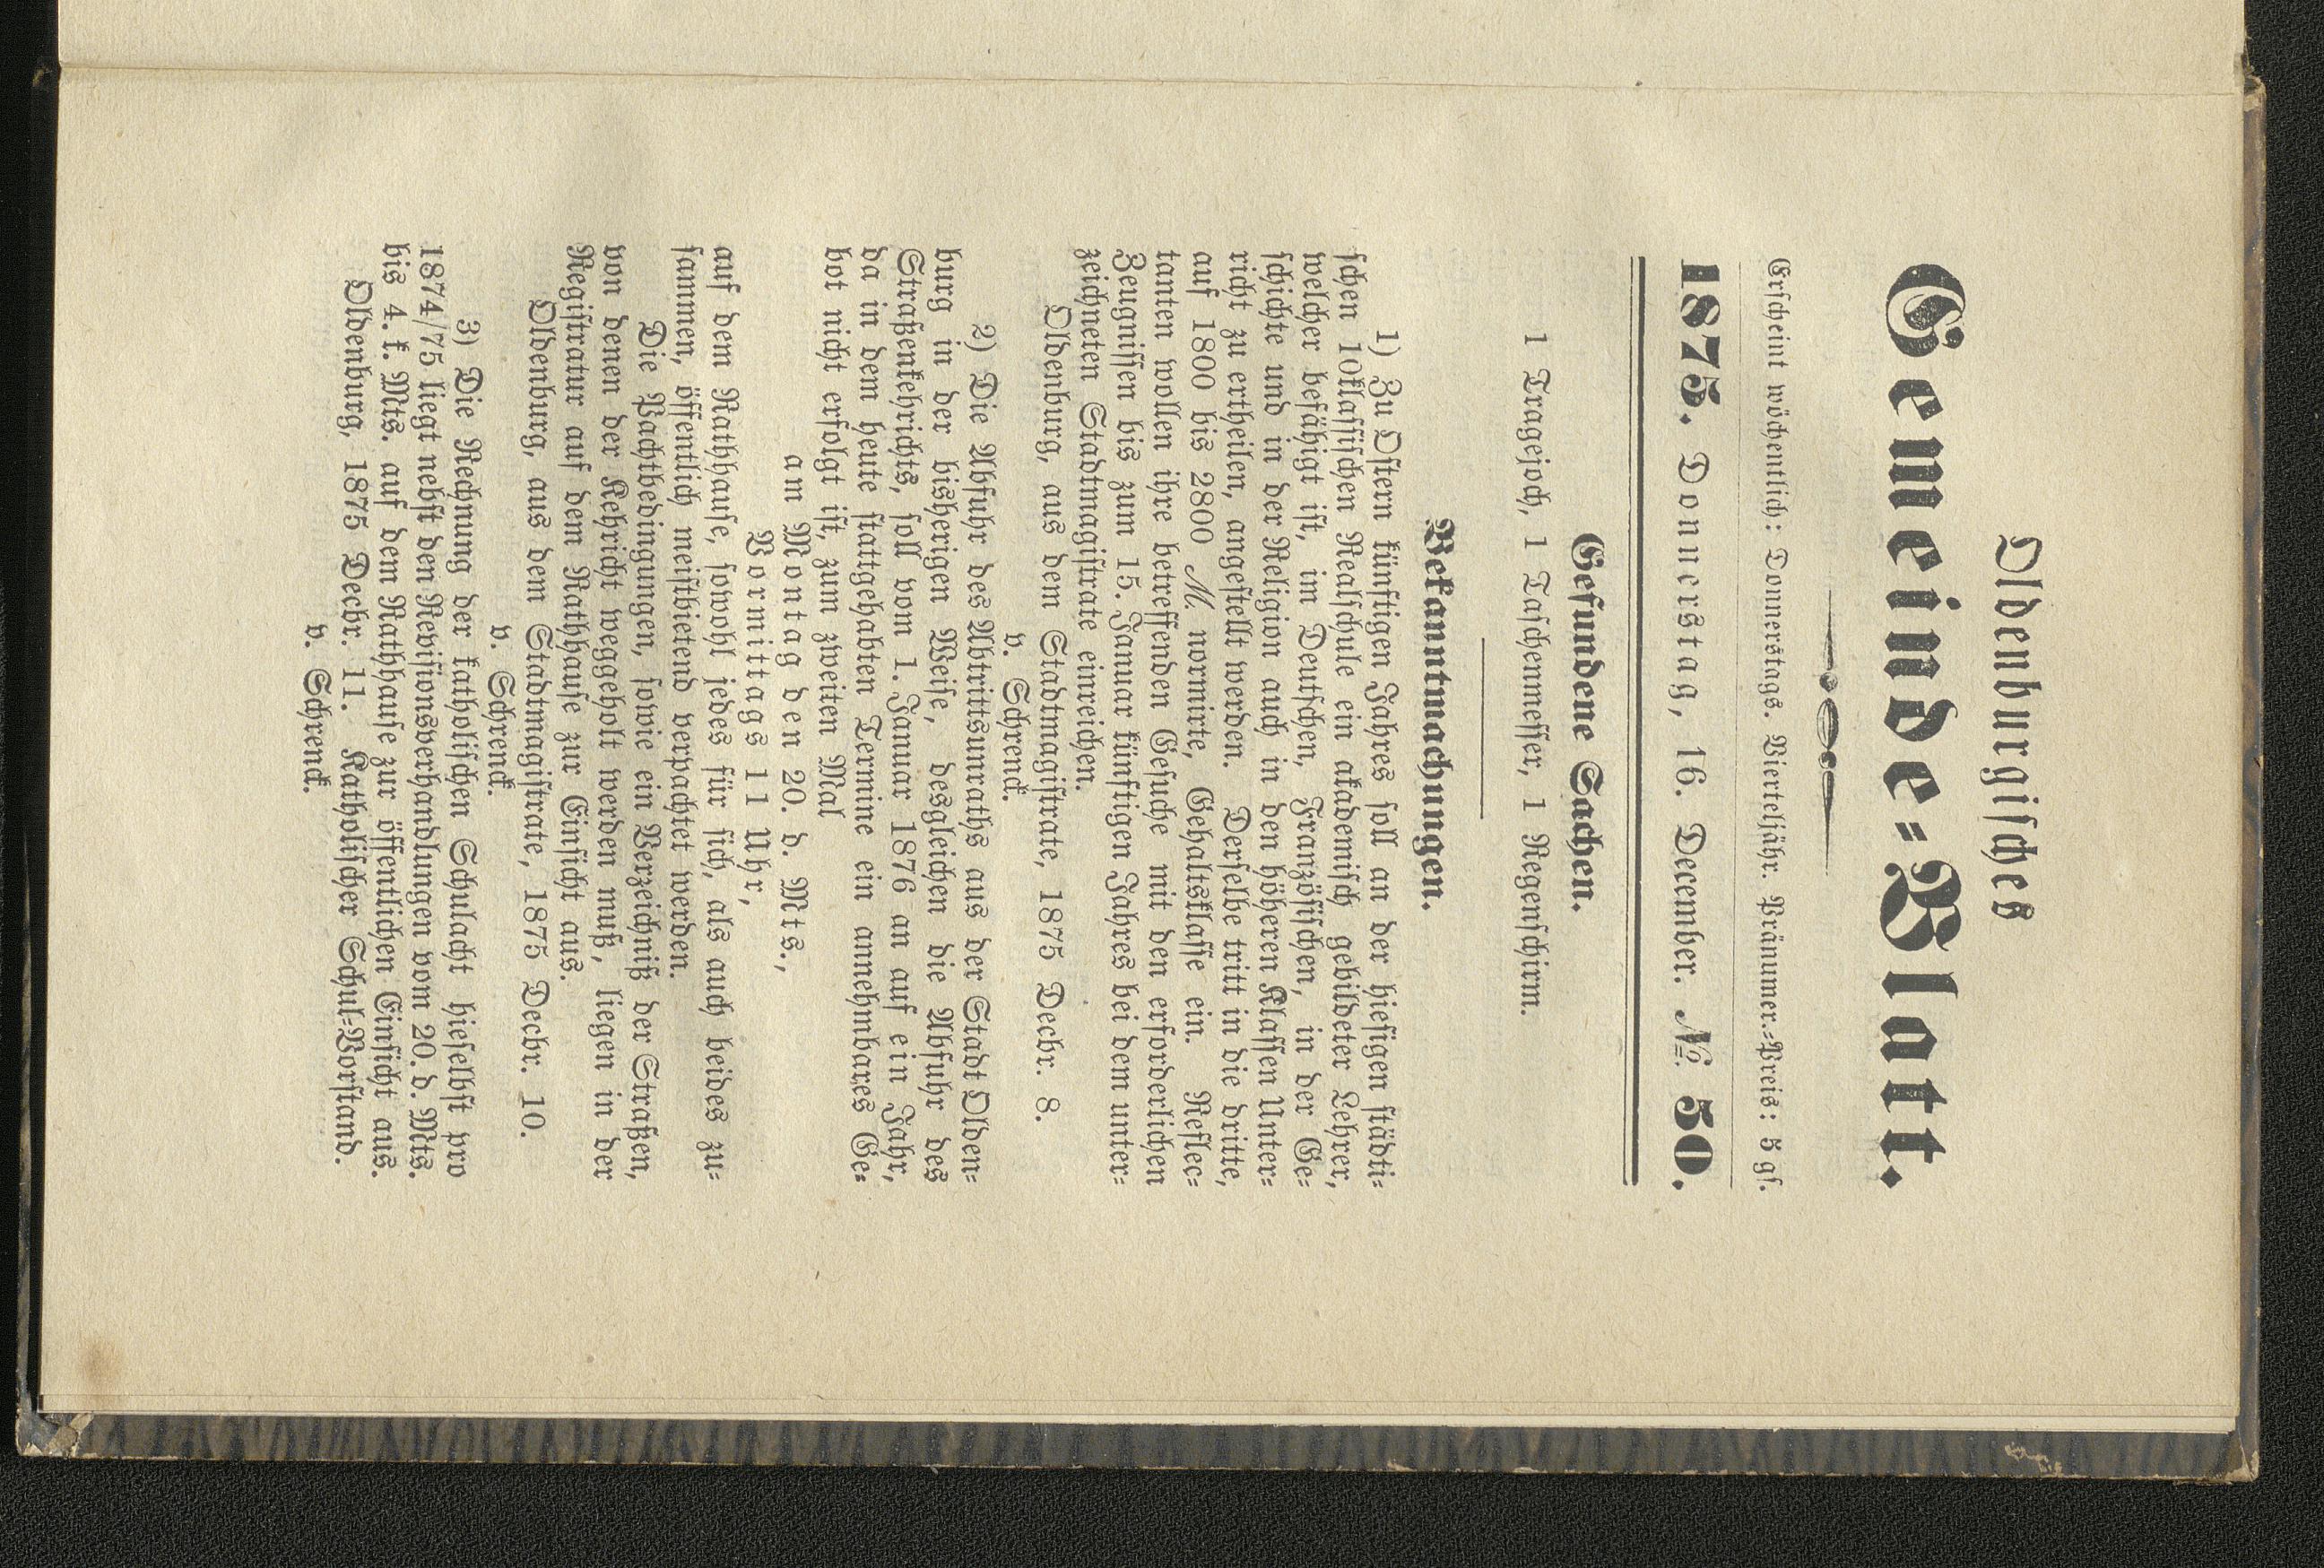 Oldenburgisches
Gemeinde-Blatt.
Erscheint wöchentlich: Donnerstags. Vierteljähr. Pränumer.-Preis: 5 gs.
1875. Donnerstag, 16. December. № 50.
Gefundene Sachen.
1 Tragejoch, 1 Taschenmesser, 1 Regenschirm.
Bekanntmachungen.
1) Zu Ostern künftigen Jahres soll an der hiesigen städti-
schen 10klassischen Realschule ein akademisch gebildeter Lehrer,
welcher befähigt ist, im Deutschen, Französischen, in der Ge-
schichte und in der Religion auch in den höheren Klassen Unter-
richt zu ertheilen, angestellt werden. Derselbe tritt in die dritte,
auf 1800 bis 2800 M. normirte, Gehaltsklasse ein. Reflec-
tanten wollen ihre betreffenden Gesuche mit den erforderlichen
Zeugnissen bis zum 15. Januar künftigen Jahres bei dem unter-
zeichneten Stadtmagistrate einreichen.
Oldenburg, aus dem Stadtmagistrate, 1875 Decbr. 8.
v. Schrenck.
2) Die Abfuhr des Abtrittsunraths aus der Stadt Olden-
burg in der bisherigen Weise, desgleichen die Abfuhr des
Straßenkehrichts, soll vom 1. Januar 1876 an auf ein Jahr,
da in dem heute stattgehabten Termine ein annehmbares Ge-
bot nicht erfolgt ist, zum zweiten Mal
am Montag den 20. d. Mts.,
Vormittags 11 Uhr,
auf dem Rathhause, sowohl jedes für sich, als auch beides zu-
sammen, öffentlich meistbietend verpachtet werden.
Die Pachtbedingungen, sowie ein Verzeichniß der Straßen,
von denen der Kehricht weggeholt werden muß, liegen in der
Registratur auf dem Rathhause zur Einsicht aus.
Oldenburg, aus dem Stadtmagistrate, 1875 Decbr. 10.
v. Schrenck.
3) Die Rechnung der katholischen Schulacht hieselbst pro
1874/75 liegt nebst den Revisionsverhandlungen vom 20. d. Mts.
bis 4. k. Mts. auf dem Rathhause zur öffentlichen Einsicht aus.
Oldenburg, 1875 Decbr. 11. Katholischer Schul-Vorstand.
v. Schrenck.